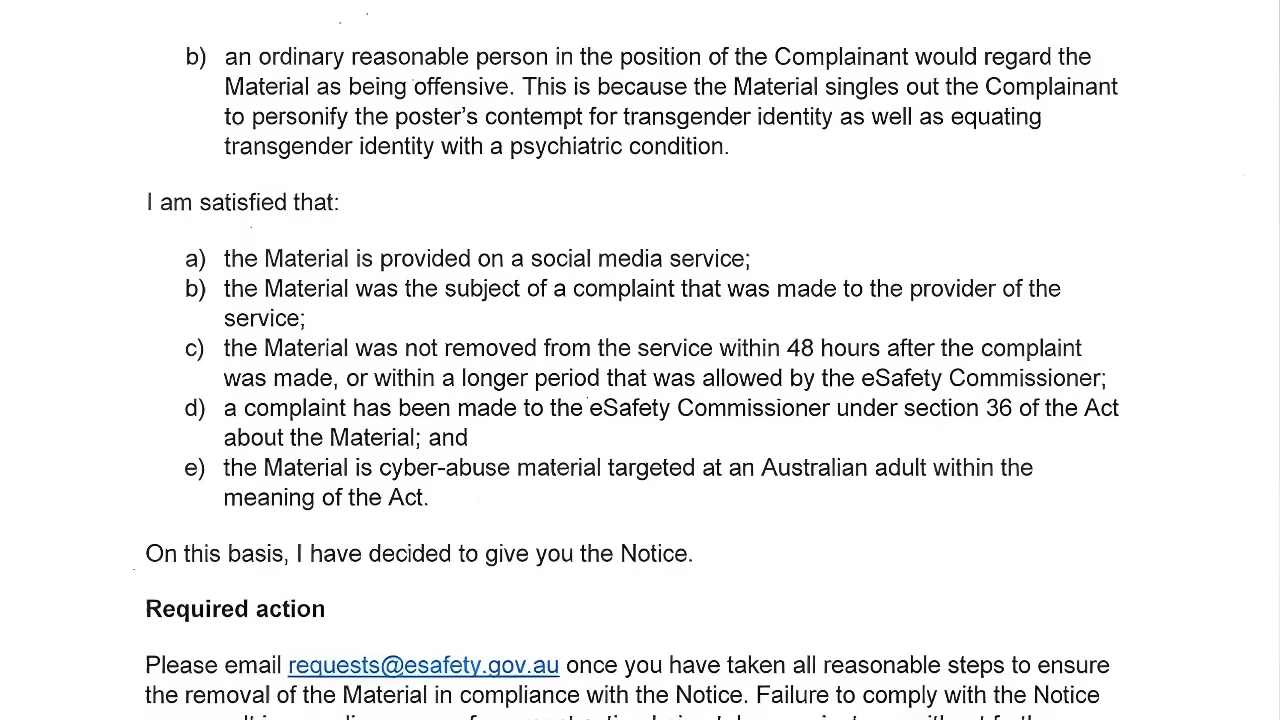 b) an ordinary reasonable person in the position of the Complainant would regard the
Material as being offensive. This is because the Material singles out the Complainant
to personify the poster's contempt for transgender identity as well as equating
transgender identity with a psychiatric condition.
I am satisfied that:
a) the Material is provided on a social media service;
b) the Material was the subject of a complaint that was made to the provider of the
service;
c) the Material was not removed from the service within 48 hours after the complaint
was made, or within a longer period that was allowed by the eSafety Commissioner;
d) a complaint has been made to the eSafety Commissioner under section 36 of the Act
about the Material; and
e) the Material is cyber-abuse material targeted at an Australian adult within the
meaning of the Act.
On this basis, I have decided to give you the Notice.
Required action
Please email requests@esafety.gov.au once you have taken all reasonable steps to ensure
the removal of the Material in compliance with the Notice. Failure to comply with the Notice